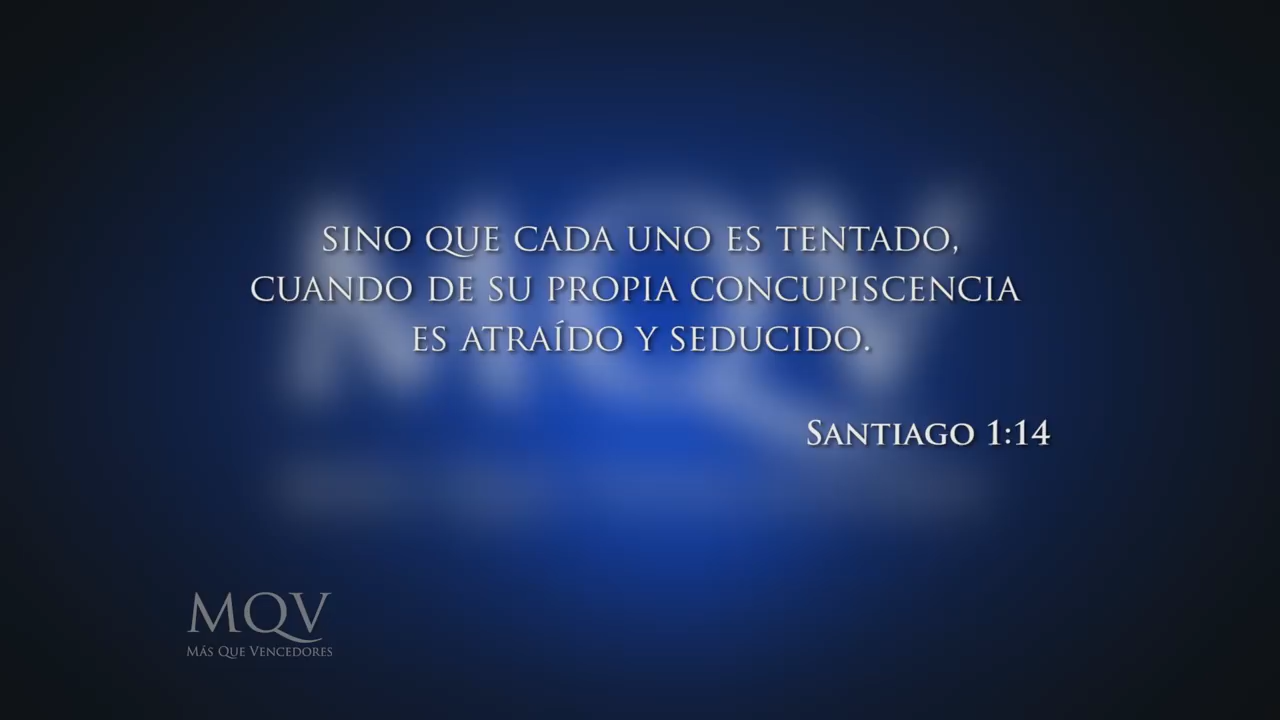 SINO QUE CADA UNO ES TENTADO,
CUANDO DE SU PROPIA CONCUPISCENCIA
ES ATRAÍDO Y SEDUCIDO.
SANTIAGO 1:14
MQV
MÁS QUE VENCEDORES